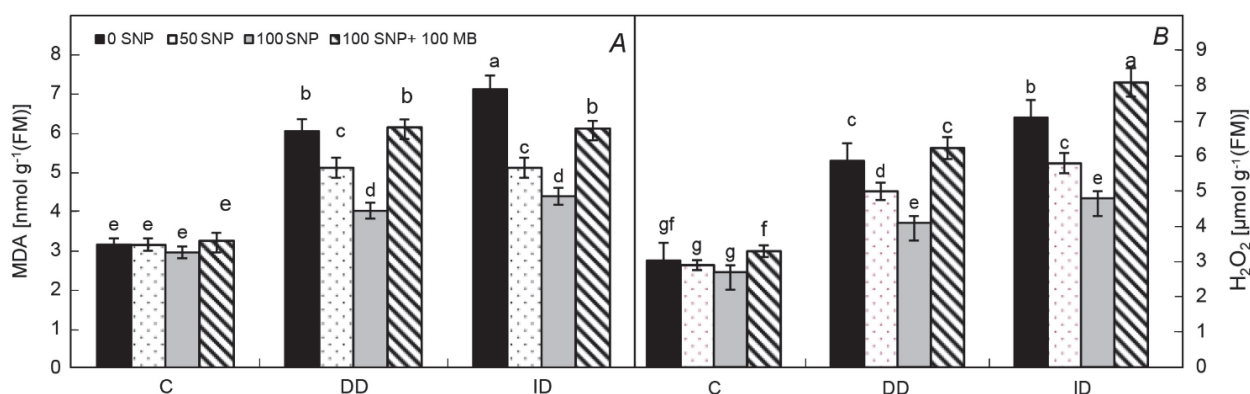 0 SNP 50 SNP 100 SNP 100 SNP+ 100 MB
A
B
MDA [nmol g-1(FM)]
8
7
6
5
4
3
2
1
0
e e e e
b c d b
a c d b
C DD ID
gf g g f
c d e c
b c e a
C DD ID
9
8
7
6
5
4
3
2
1
0
H2O2 [µmol g-1(FM)]